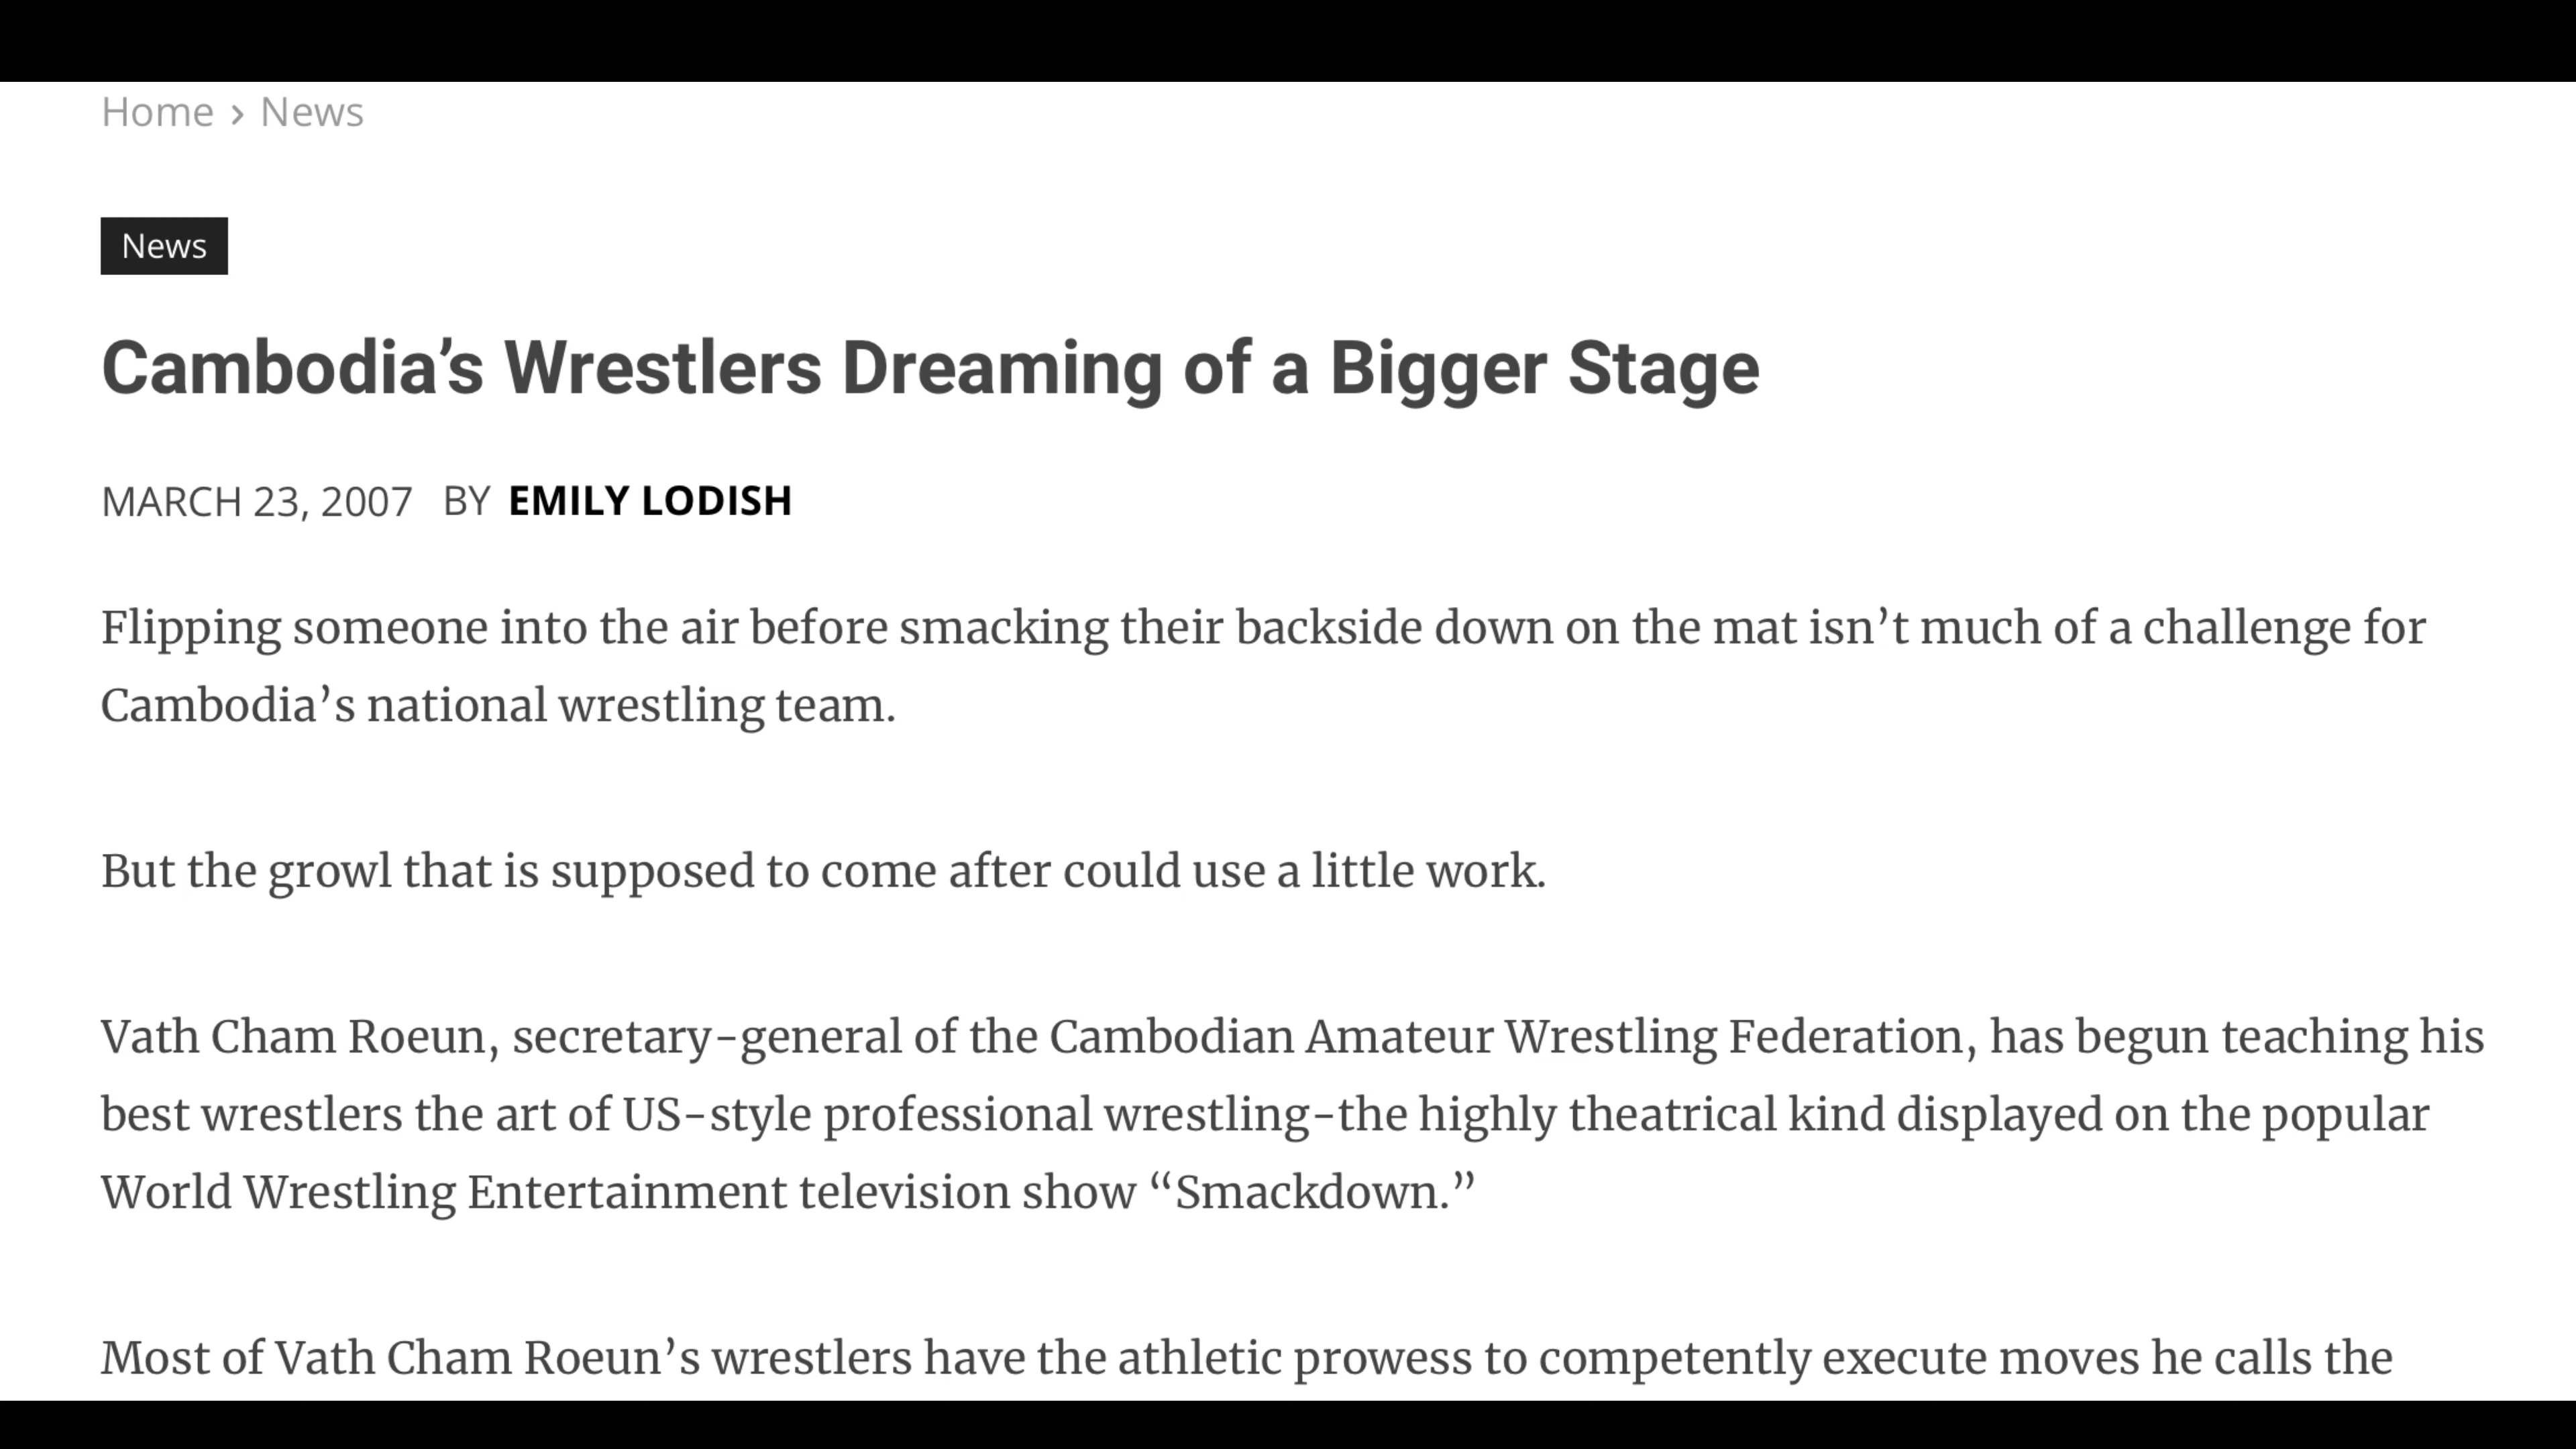 Home › News
News
Cambodia’s Wrestlers Dreaming of a Bigger Stage
MARCH 23, 2007 BY EMILY LODISH
Flipping someone into the air before smacking their backside down on the mat isn’t much of a challenge for
Cambodia’s national wrestling team.
But the growl that is supposed to come after could use a little work.
Vath Cham Roeun, secretary-general of the Cambodian Amateur Wrestling Federation, has begun teaching his
best wrestlers the art of US-style professional wrestling-the highly theatrical kind displayed on the popular
World Wrestling Entertainment television show “Smackdown.”
Most of Vath Cham Roeun’s wrestlers have the athletic prowess to competently execute moves he calls the